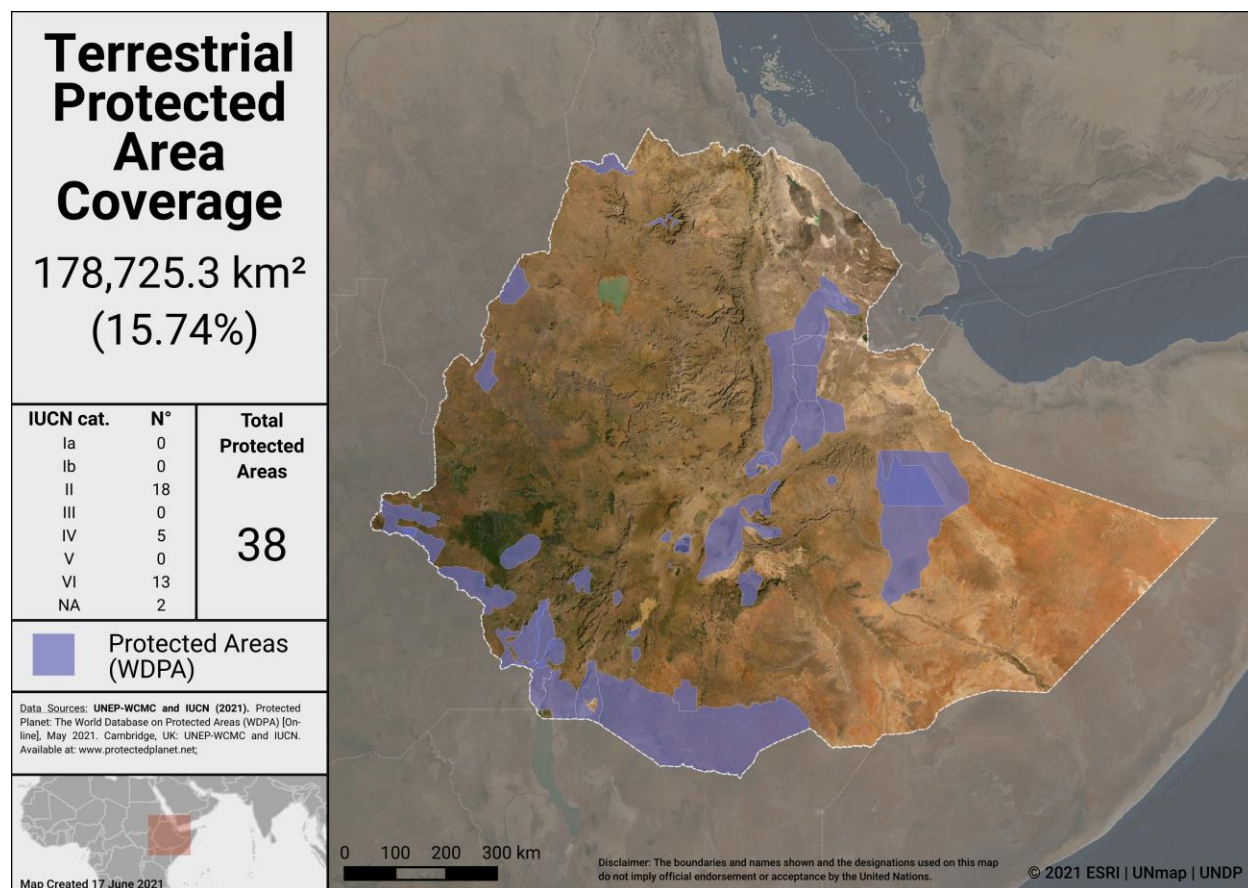 Terrestrial
Protected
Area
Coverage
178,725.3 km²
(15.74%)
IUCN cat. N°
Ia 0
Ib 0
II 18
III 0
IV 5
V 0
VI 13
NA 2
Total
Protected
Areas
38
Protected Areas
(WDPA)
Data Sources: UNEP-WCMC and IUCN (2021). Protected
Planet: The World Database on Protected Areas (WDPA) [On-
line], May 2021. Cambridge, UK: UNEP-WCMC and IUCN.
Available at: www.protectedplanet.net;
Map Created 17 June 2021
0 100 200 300 km
Disclaimer: The boundaries and names shown and the designations used on this map
do not imply official endorsement or acceptance by the United Nations.
© 2021 ESRI | UNmap | UNDP